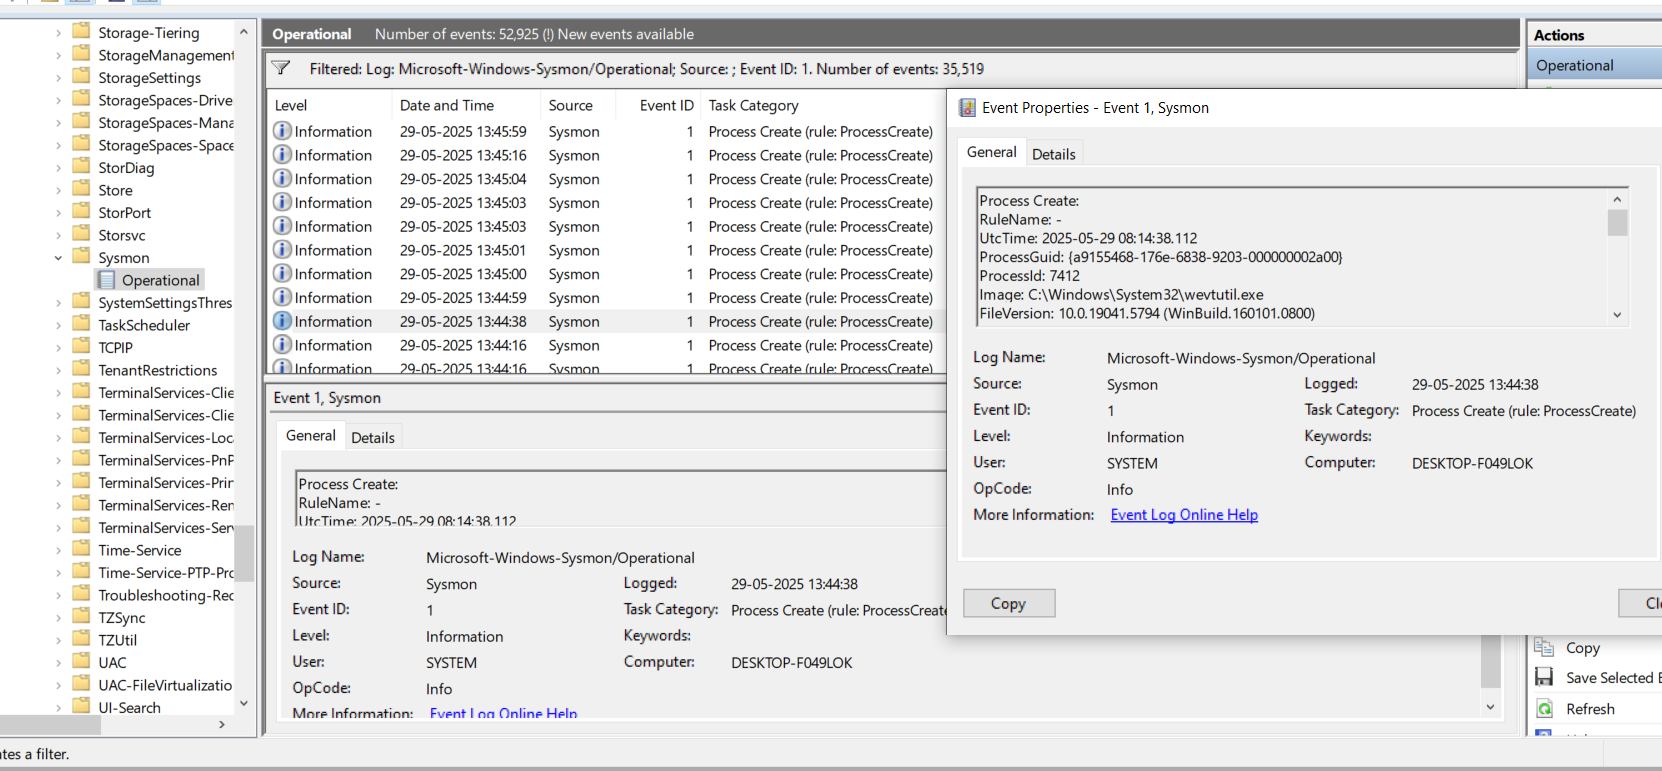 Storage-Tiering
StorageManagement
StorageSettings
StorageSpaces-Drive
StorageSpaces-Mana
StorageSpaces-Space
StorDiag
Store
StorPort
Storsvc
Sysmon
Operational
SystemSettingsThres
TaskScheduler
TCPIP
TenantRestrictions
TerminalServices-Clie
TerminalServices-Clie
TerminalServices-Loc
TerminalServices-PnP
TerminalServices-Prin
TerminalServices-Ren
TerminalServices-Ser
Time-Service
Time-Service-PTP-Pro
Troubleshooting-Rec
TZSync
TZUtil
UAC
UAC-FileVirtualizatio
UI-Search
ates a filter.
Operational Number of events: 52,925 (!) New events available
Filtered: Log: Microsoft-Windows-Sysmon/Operational; Source: ; Event ID: 1. Number of events: 35,519
Level Date and Time Source Event ID Task Category
Information 29-05-2025 13:45:59 Sysmon 1 Process Create (rule: ProcessCreate)
Information 29-05-2025 13:45:16 Sysmon 1 Process Create (rule: ProcessCreate)
Information 29-05-2025 13:45:04 Sysmon 1 Process Create (rule: ProcessCreate)
Information 29-05-2025 13:45:03 Sysmon 1 Process Create (rule: ProcessCreate)
Information 29-05-2025 13:45:03 Sysmon 1 Process Create (rule: ProcessCreate)
Information 29-05-2025 13:45:01 Sysmon 1 Process Create (rule: ProcessCreate)
Information 29-05-2025 13:45:00 Sysmon 1 Process Create (rule: ProcessCreate)
Information 29-05-2025 13:44:59 Sysmon 1 Process Create (rule: ProcessCreate)
Information 29-05-2025 13:44:38 Sysmon 1 Process Create (rule: ProcessCreate)
Information 29-05-2025 13:44:16 Sysmon 1 Process Create (rule: ProcessCreate)
Information 29-05-2025 13:44:16 Sysmon 1 Process Create (rule: ProcessCreate)
Event 1, Sysmon
General Details
Process Create:
RuleName: -
UtcTime: 2025-05-29 08:14:38.112
Log Name: Microsoft-Windows-Sysmon/Operational
Source: Sysmon Logged: 29-05-2025 13:44:38
Event ID: 1 Task Category: Process Create (rule: ProcessCreate
Level: Information Keywords:
User: SYSTEM Computer: DESKTOP-F049LOK
OpCode: Info
More Information: Event Log Online Help
Event Properties - Event 1, Sysmon
General Details
Process Create:
RuleName: -
UtcTime: 2025-05-29 08:14:38.112
ProcessGuid: {a9155468-176e-6838-9203-000000002a00}
ProcessId: 7412
Image: C:\Windows\System32\wevtutil.exe
FileVersion: 10.0.19041.5794 (WinBuild.160101.0800)
Log Name: Microsoft-Windows-Sysmon/Operational
Source: Sysmon Logged: 29-05-2025 13:44:38
Event ID: 1 Task Category: Process Create (rule: ProcessCreate)
Level: Information Keywords:
User: SYSTEM Computer: DESKTOP-F049LOK
OpCode: Info
More Information: Event Log Online Help
Copy
Actions
Operational
Copy
Save Selected E
Refresh